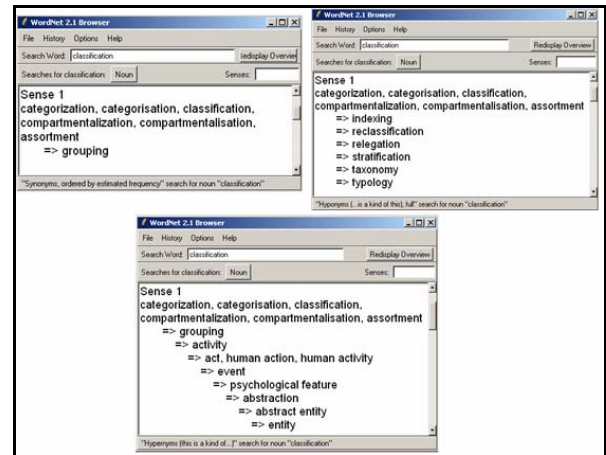 WordNet 2.1 Browser
File History Options Help
Search Word: classification
Redisplay Overview
Searches for classification: Noun Senses:
Sense 1
categorization, categorisation, classification,
compartmentalization, compartmentalisation,
assortment
=> grouping
"Synonyms, ordered by estimated frequency" search for noun "classification"
WordNet 2.1 Browser
File History Options Help
Search Word: classification Redisplay Overview
Searches for classification: Noun Senses:
Sense 1
categorization, categorisation, classification,
compartmentalization, compartmentalisation, assortment
=> indexing
=> reclassification
=> relegation
=> stratification
=> taxonomy
=> typology
"Hyponyms (...is a kind of this), full" search for noun "classification"
WordNet 2.1 Browser
File History Options Help
Search Word: classification Redisplay Overview
Searches for classification: Noun Senses:
Sense 1
categorization, categorisation, classification,
compartmentalization, compartmentalisation, assortment
=> grouping
=> activity
=> act, human action, human activity
=> event
=> psychological feature
=> abstraction
=> abstract entity
=> entity
"Hypernyms (this is a kind of...)" search for noun "classification"